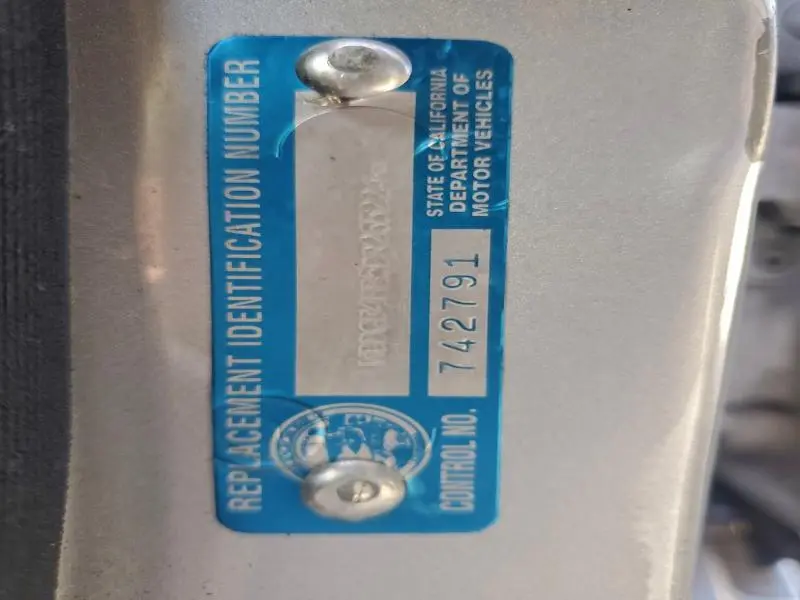 REPLACEMENT IDENTIFICATION NUMBER
STATE OF CALIFORNIA
DEPARTMENT OF
MOTOR VEHICLES
CONTROL NO. 742791